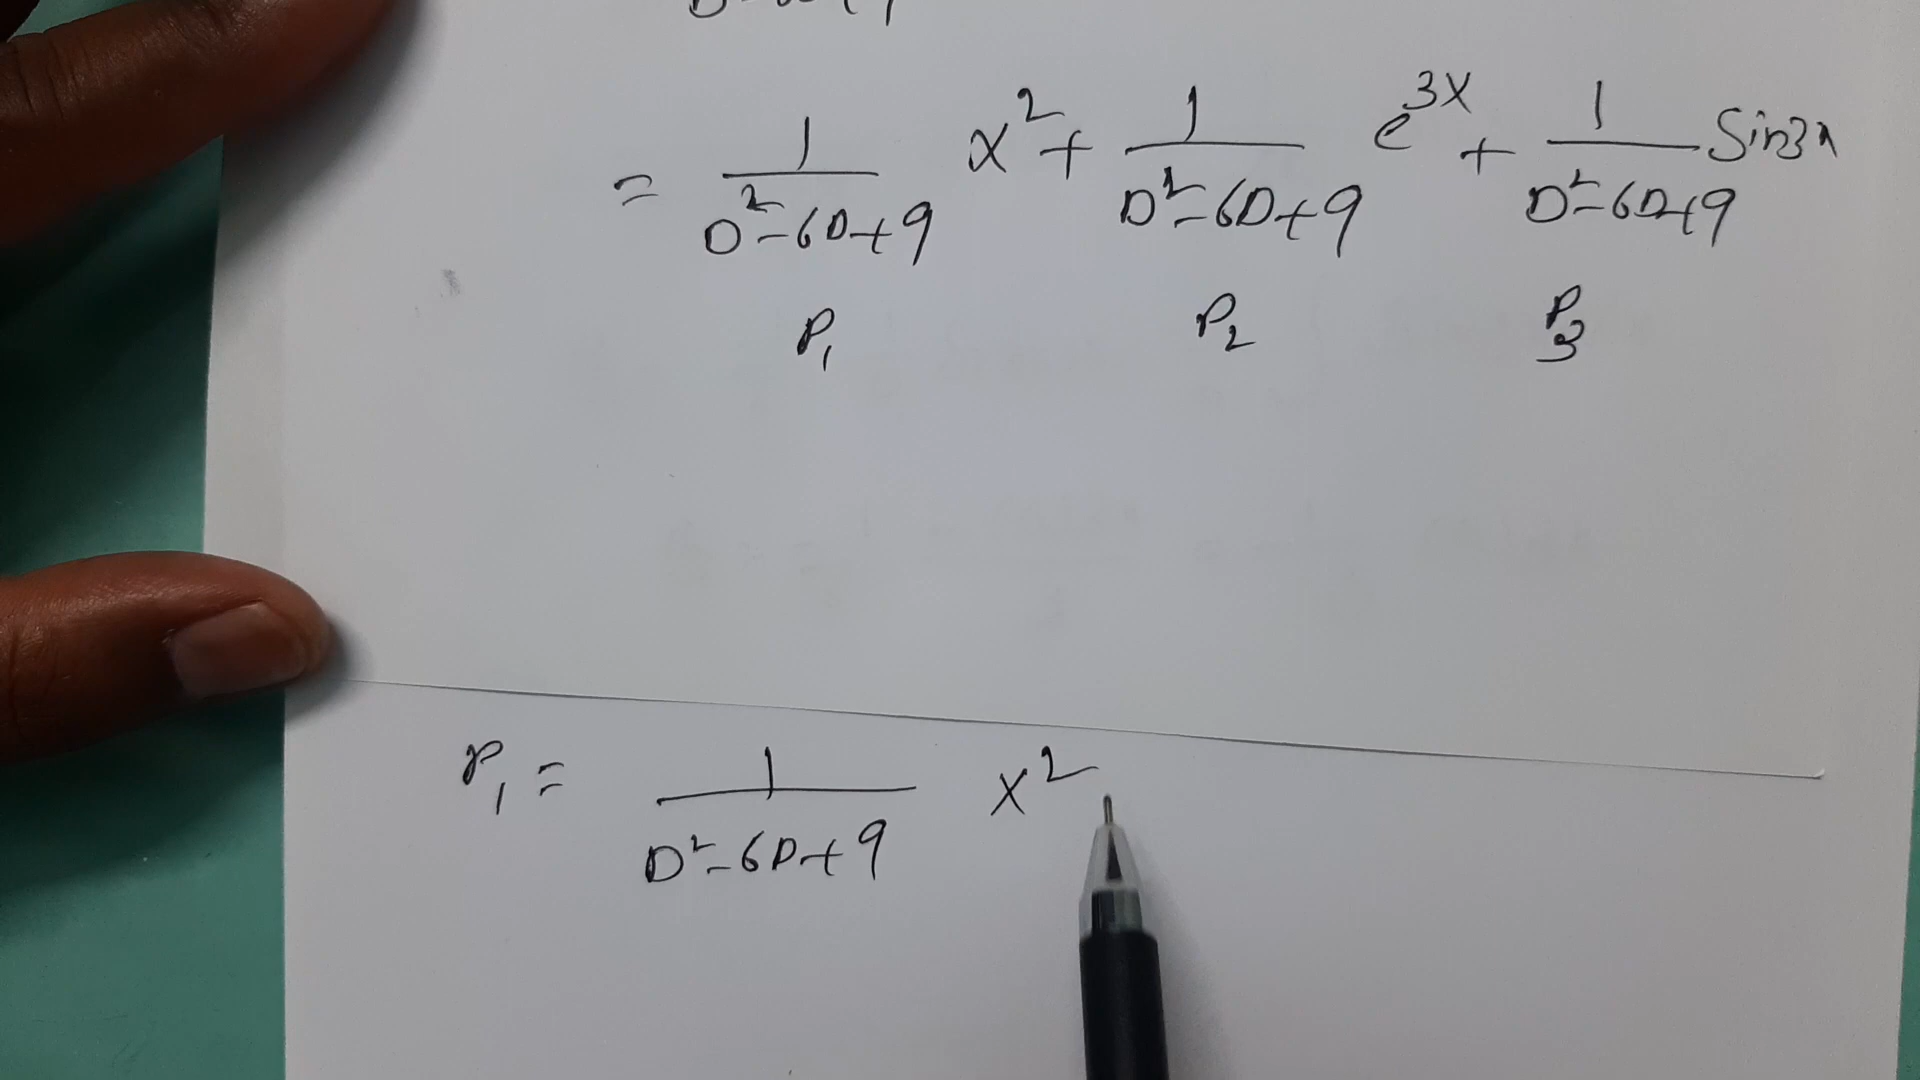 = 1/(D²-6D+9) x² + 1/(D²-6D+9) e^3x + 1/(D²-6D+9) Sin3x
P₁ P₂ P₃
P₁ = 1/(D²-6D+9) x²